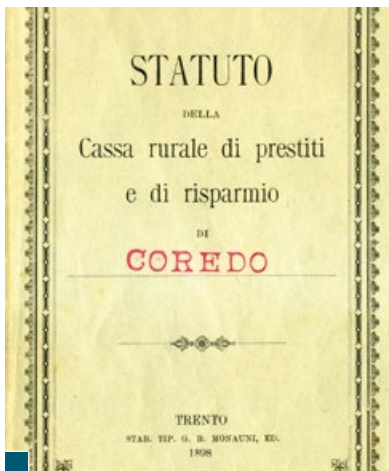 STATUTO
DELLA
Cassa rurale di prestiti
e di risparmio
DI
COREDO
TRENTO
STAB. TIP. G. B. MONAUNI, ED.
1898